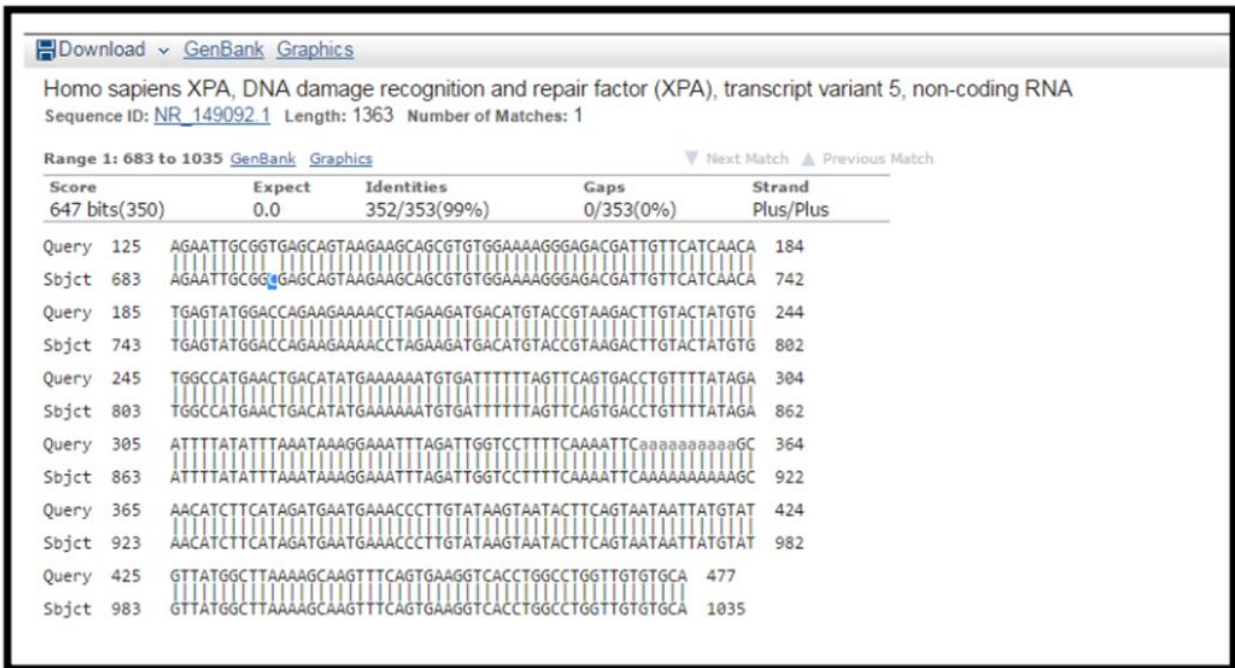 Download GenBank Graphics
Homo sapiens XPA, DNA damage recognition and repair factor (XPA), transcript variant 5, non-coding RNA
Sequence ID: NR_149092.1 Length: 1363 Number of Matches: 1
Range 1: 683 to 1035 GenBank Graphics Next Match Previous Match
Score Expect Identities Gaps Strand
647 bits(350) 0.0 352/353(99%) 0/353(0%) Plus/Plus
Query 125 AGAATTGCGGTGAGCAGTAAGAAGCAGCGTGTGGAAAAGGGAGACGATTGTTCATCAACA 184
Sbjct 683 AGAATTGCGGCGAGCAGTAAGAAGCAGCGTGTGGAAAAGGGAGACGATTGTTCATCAACA 742
Query 185 TGAGTATGGACCAGAAGAAAACCTAGAAGATGACATGTACCGTAAGACTTGTACTATGTG 244
Sbjct 743 TGAGTATGGACCAGAAGAAAACCTAGAAGATGACATGTACCGTAAGACTTGTACTATGTG 802
Query 245 TGGCCATGAACTGACATATGAAAAAATGTGATTTTTTAGTTCAGTGACCTGTTTTATAGA 304
Sbjct 803 TGGCCATGAACTGACATATGAAAAAATGTGATTTTTTAGTTCAGTGACCTGTTTTATAGA 862
Query 305 ATTTTATATTTAAATAAAGGAAATTTAGATTGGTCCTTTTCAAAATTCaaaaaaaaaaGC 364
Sbjct 863 ATTTTATATTTAAATAAAGGAAATTTAGATTGGTCCTTTTCAAAATTCAAAAAAAAAAGC 922
Query 365 AACATCTTCATAGATGAATGAAACCCTTGTATAAGTAATACTTCAGTAATAATTATGTAT 424
Sbjct 923 AACATCTTCATAGATGAATGAAACCCTTGTATAAGTAATACTTCAGTAATAATTATGTAT 982
Query 425 GTTATGGCTTAAAAGCAAGTTTCAGTGAAGGTCACCTGGCCTGGTTGTGTGCA 477
Sbjct 983 GTTATGGCTTAAAAGCAAGTTTCAGTGAAGGTCACCTGGCCTGGTTGTGTGCA 1035